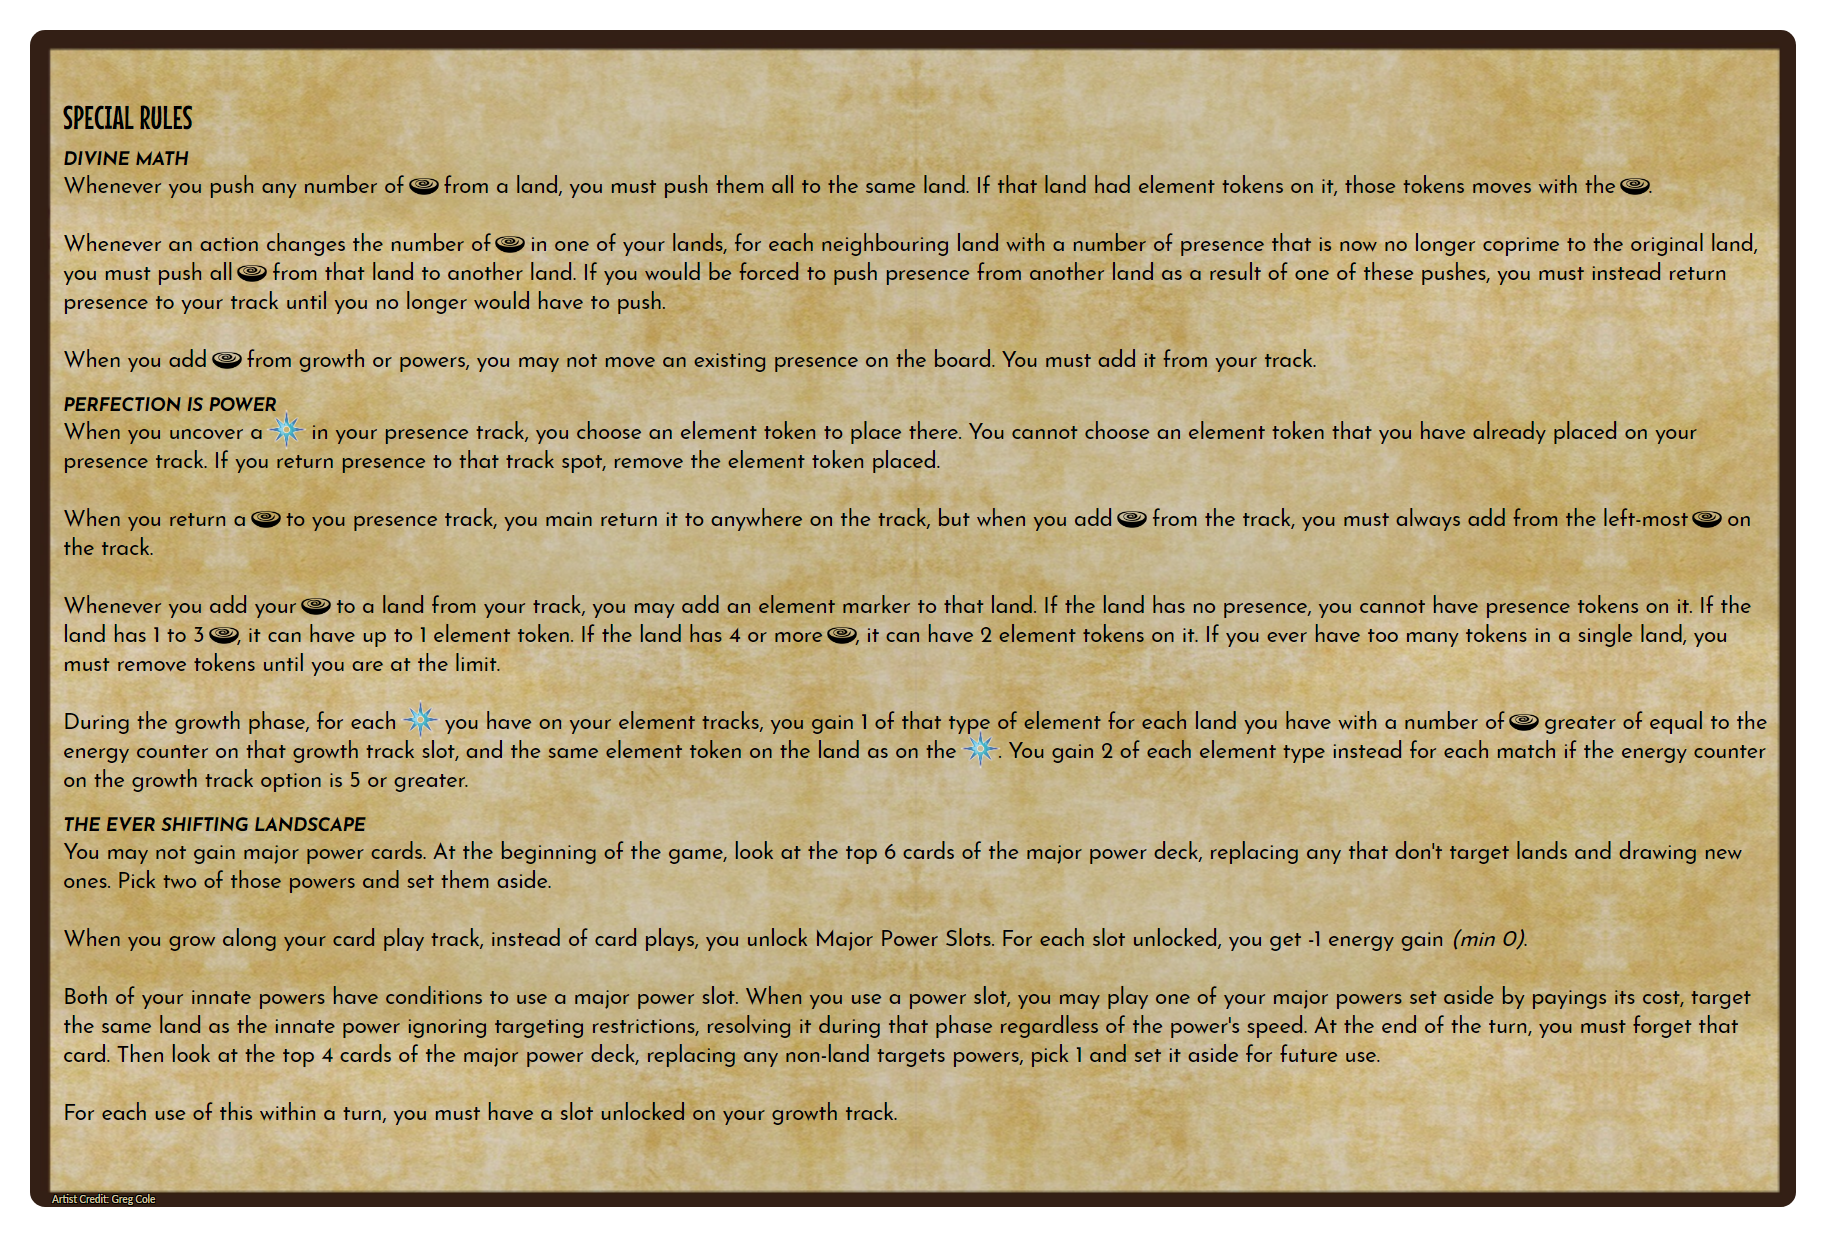 SPECIAL RULES
DIVINE MATH
Whenever you push any number of from a land, you must push them all to the same land. If that land had element tokens on it, those tokens moves with the .
Whenever an action changes the number of in one of your lands, for each neighbouring land with a number of presence that is now no longer coprime to the original land,
you must push all from that land to another land. If you would be forced to push presence from another land as a result of one of these pushes, you must instead return
presence to your track until you no longer would have to push.
When you add from growth or powers, you may not move an existing presence on the board. You must add it from your track.
PERFECTION IS POWER
When you uncover a in your presence track, you choose an element token to place there. You cannot choose an element token that you have already placed on your
presence track. If you return presence to that track spot, remove the element token placed.
When you return a to you presence track, you main return it to anywhere on the track, but when you add from the track, you must always add from the left-most on
the track.
Whenever you add your to a land from your track, you may add an element marker to that land. If the land has no presence, you cannot have presence tokens on it. If the
land has 1 to 3 , it can have up to 1 element token. If the land has 4 or more , it can have 2 element tokens on it. If you ever have too many tokens in a single land, you
must remove tokens until you are at the limit.
During the growth phase, for each you have on your element tracks, you gain 1 of that type of element for each land you have with a number of greater of equal to the
energy counter on that growth track slot, and the same element token on the land as on the . You gain 2 of each element type instead for each match if the energy counter
on the growth track option is 5 or greater.
THE EVER SHIFTING LANDSCAPE
You may not gain major power cards. At the beginning of the game, look at the top 6 cards of the major power deck, replacing any that don't target lands and drawing new
ones. Pick two of those powers and set them aside.
When you grow along your card play track, instead of card plays, you unlock Major Power Slots. For each slot unlocked, you get -1 energy gain (min 0).
Both of your innate powers have conditions to use a major power slot. When you use a power slot, you may play one of your major powers set aside by payings its cost, target
the same land as the innate power ignoring targeting restrictions, resolving it during that phase regardless of the power's speed. At the end of the turn, you must forget that
card. Then look at the top 4 cards of the major power deck, replacing any non-land targets powers, pick 1 and set it aside for future use.
For each use of this within a turn, you must have a slot unlocked on your growth track.
Artist Credit: Greg Cole